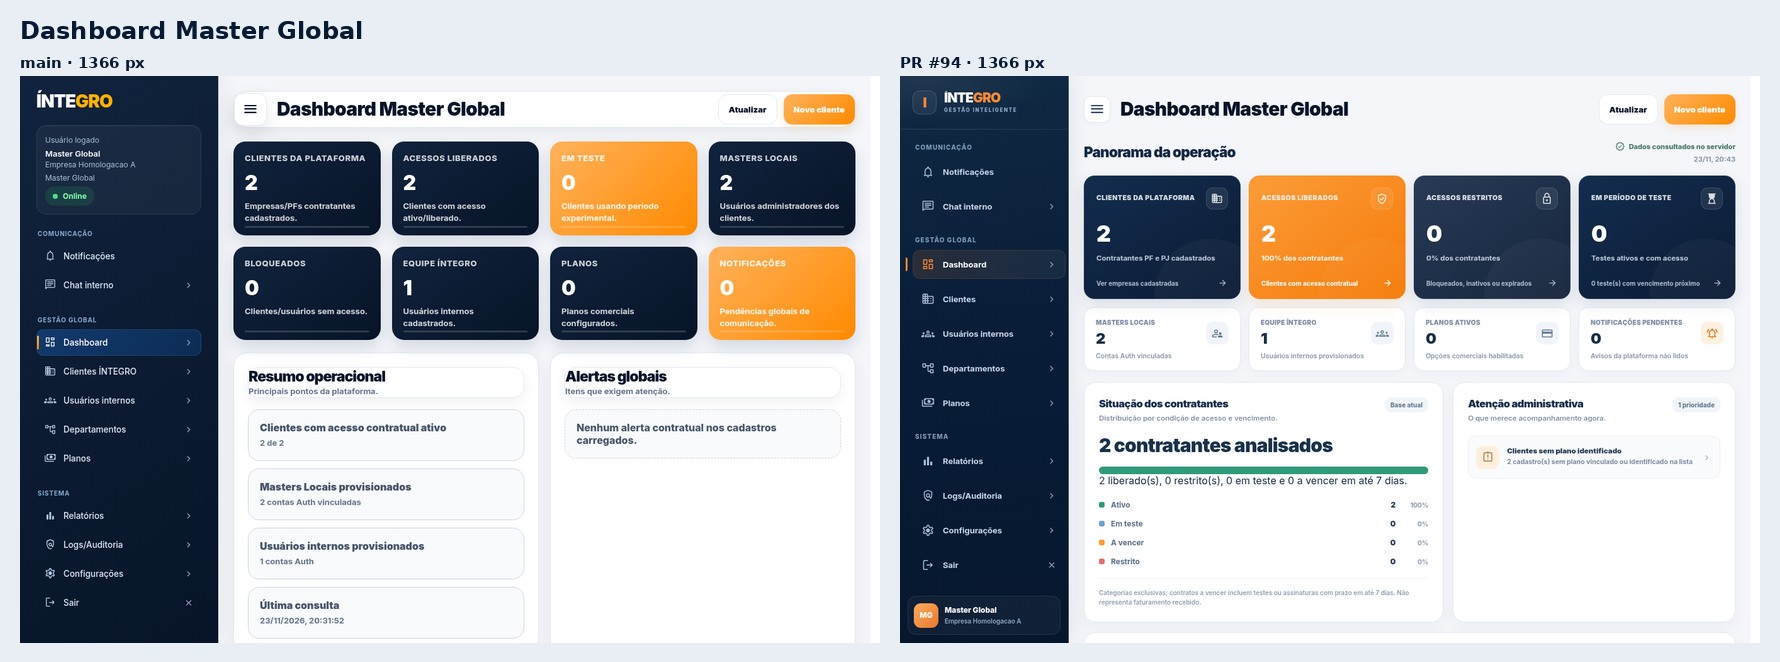 Dashboard Master Global
main · 1366 px
ÍNTEGRO
Usuário logado
Master Global
Empresa Homologacao A
Master Global
Online
COMUNICAÇÃO
Notificações
Chat interno
GESTÃO GLOBAL
Dashboard
Clientes ÍNTEGRO
Usuários internos
Departamentos
Planos
SISTEMA
Relatórios
Logs/Auditoria
Configurações
Sair
Dashboard Master Global
Atualizar
Novo cliente
CLIENTES DA PLATAFORMA
2
Empresas/PFs contratantes
cadastrados.
ACESSOS LIBERADOS
2
Clientes com acesso
ativo/liberado.
EM TESTE
0
Clientes usando período
experimental.
MASTERS LOCAIS
2
Usuários administradores dos
clientes.
BLOQUEADOS
0
Clientes/usuários sem acesso.
EQUIPE ÍNTEGRO
1
Usuários internos
cadastrados.
PLANOS
0
Planos comerciais
configurados.
NOTIFICAÇÕES
0
Pendências globais de
comunicação.
Resumo operacional
Principais pontos da plataforma.
Clientes com acesso contratual ativo
2 de 2
Masters Locais provisionados
2 contas Auth vinculadas
Usuários internos provisionados
1 contas Auth
Última consulta
23/11/2026, 20:31:52
Alertas globais
Itens que exigem atenção.
Nenhum alerta contratual nos cadastros
carregados.
PR #94 · 1366 px
I
ÍNTEGRO
GESTÃO INTELIGENTE
COMUNICAÇÃO
Notificações
Chat interno
GESTÃO GLOBAL
Dashboard
Clientes
Usuários internos
Departamentos
Planos
SISTEMA
Relatórios
Logs/Auditoria
Configurações
Sair
MG
Master Global
Empresa Homologacao A
Dashboard Master Global
Atualizar
Novo cliente
Panorama da operação
Dados consultados no servidor
23/11, 20:43
CLIENTES DA PLATAFORMA
2
Contratantes PF e PJ cadastrados
Ver empresas cadastradas
ACESSOS LIBERADOS
2
100% dos contratantes
Clientes com acesso contratual
ACESSOS RESTRITOS
0
0% dos contratantes
Bloqueados, inativos ou expirados
EM PERÍODO DE TESTE
0
Testes ativos e com acesso
0 teste(s) com vencimento próximo
MASTERS LOCAIS
2
Contas Auth vinculadas
EQUIPE ÍNTEGRO
1
Usuários internos provisionados
PLANOS ATIVOS
0
Opções comerciais habilitadas
NOTIFICAÇÕES PENDENTES
0
Avisos da plataforma não lidos
Situação dos contratantes
Base atual
Distribuição por condição de acesso e vencimento.
2 contratantes analisados
2 liberado(s), 0 restrito(s), 0 em teste e 0 a vencer em até 7 dias.
Ativo 2 100%
Em teste 0 0%
A vencer 0 0%
Restrito 0 0%
Categorias exclusivas; contratos a vencer incluem testes ou assinaturas com prazo em até 7 dias. Não
representa faturamento recebido.
Atenção administrativa
1 prioridade
O que merece acompanhamento agora.
Clientes sem plano identificado
2 cadastro(s) sem plano vinculado ou identificado na lista